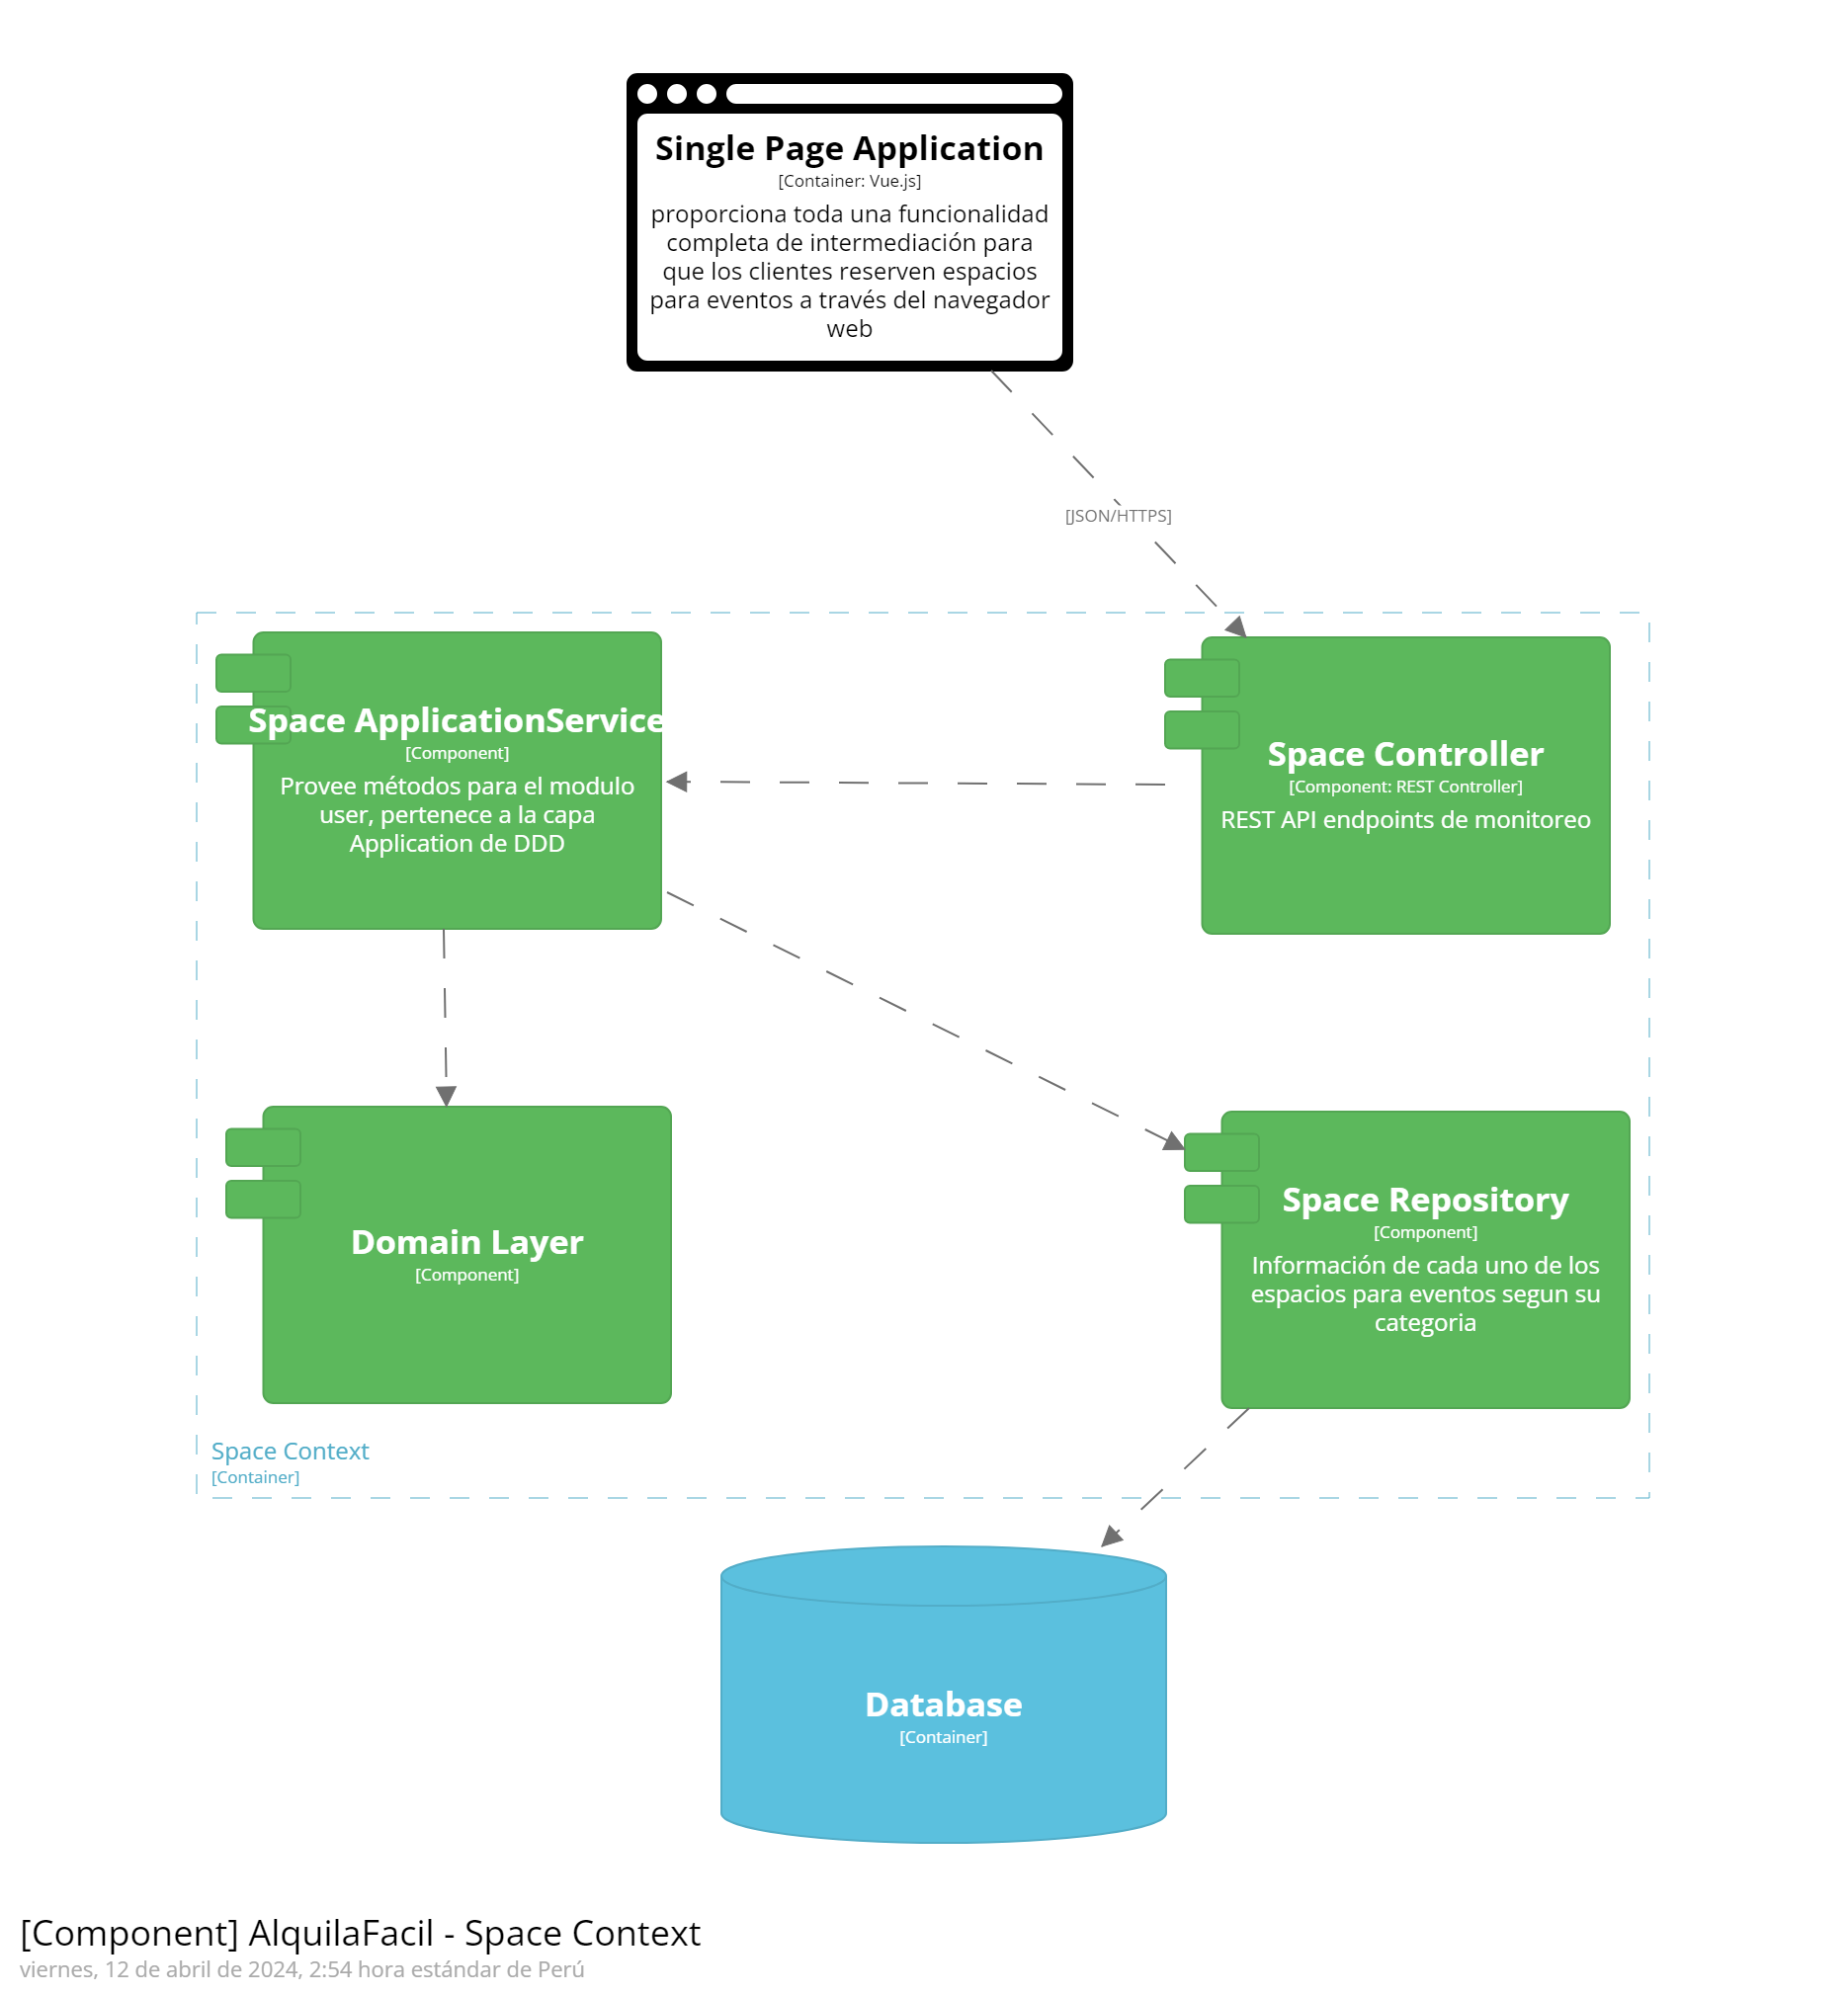 Single Page Application
[Container: Vue.js]
proporciona toda una funcionalidad
completa de intermediación para
que los clientes reserven espacios
para eventos a través del navegador
web
[JSON/HTTPS]
Space ApplicationService
[Component]
Provee métodos para el modulo
user, pertenece a la capa
Application de DDD
Space Controller
[Component: REST Controller]
REST API endpoints de monitoreo
Domain Layer
[Component]
Space Repository
[Component]
Información de cada uno de los
espacios para eventos segun su
categoria
Space Context
[Container]
Database
[Container]
[Component] AlquilaFacil - Space Context
viernes, 12 de abril de 2024, 2:54 hora estándar de Perú